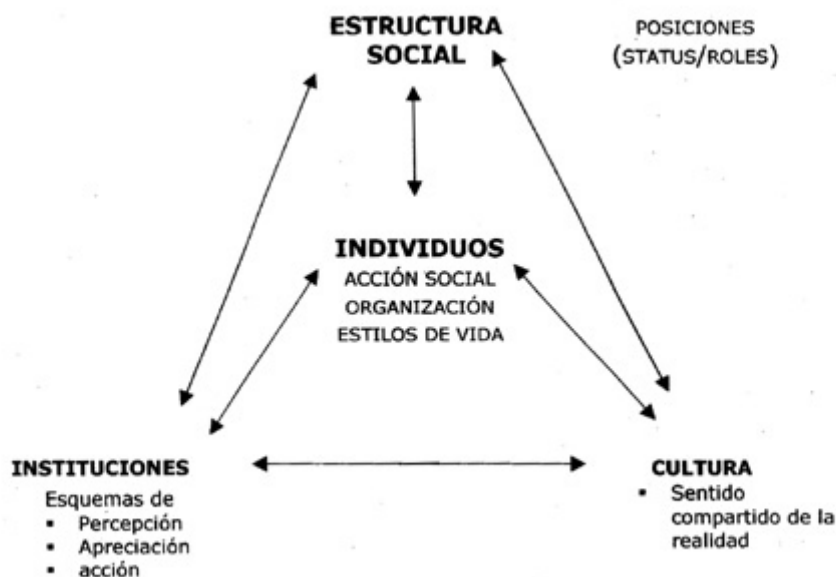 ESTRUCTURA
SOCIAL
POSICIONES
(STATUS/ROLES)
INDIVIDUOS
ACCIÓN SOCIAL
ORGANIZACIÓN
ESTILOS DE VIDA
INSTITUCIONES
Esquemas de
▪ Percepción
▪ Apreciación
▪ acción
CULTURA
▪ Sentido
compartido de la
realidad